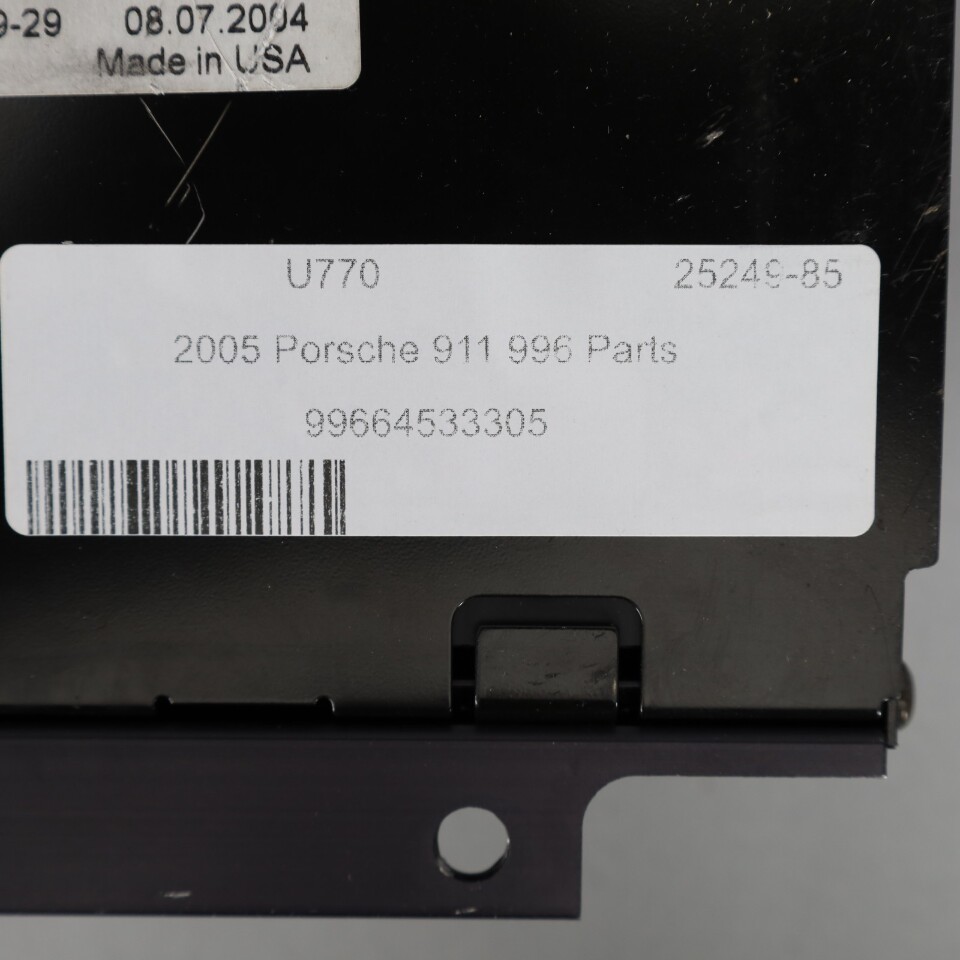 9-29 08.07.2004
Made in USA
U770 25249-85
2005 Porsche 911 996 Parts
99664533305